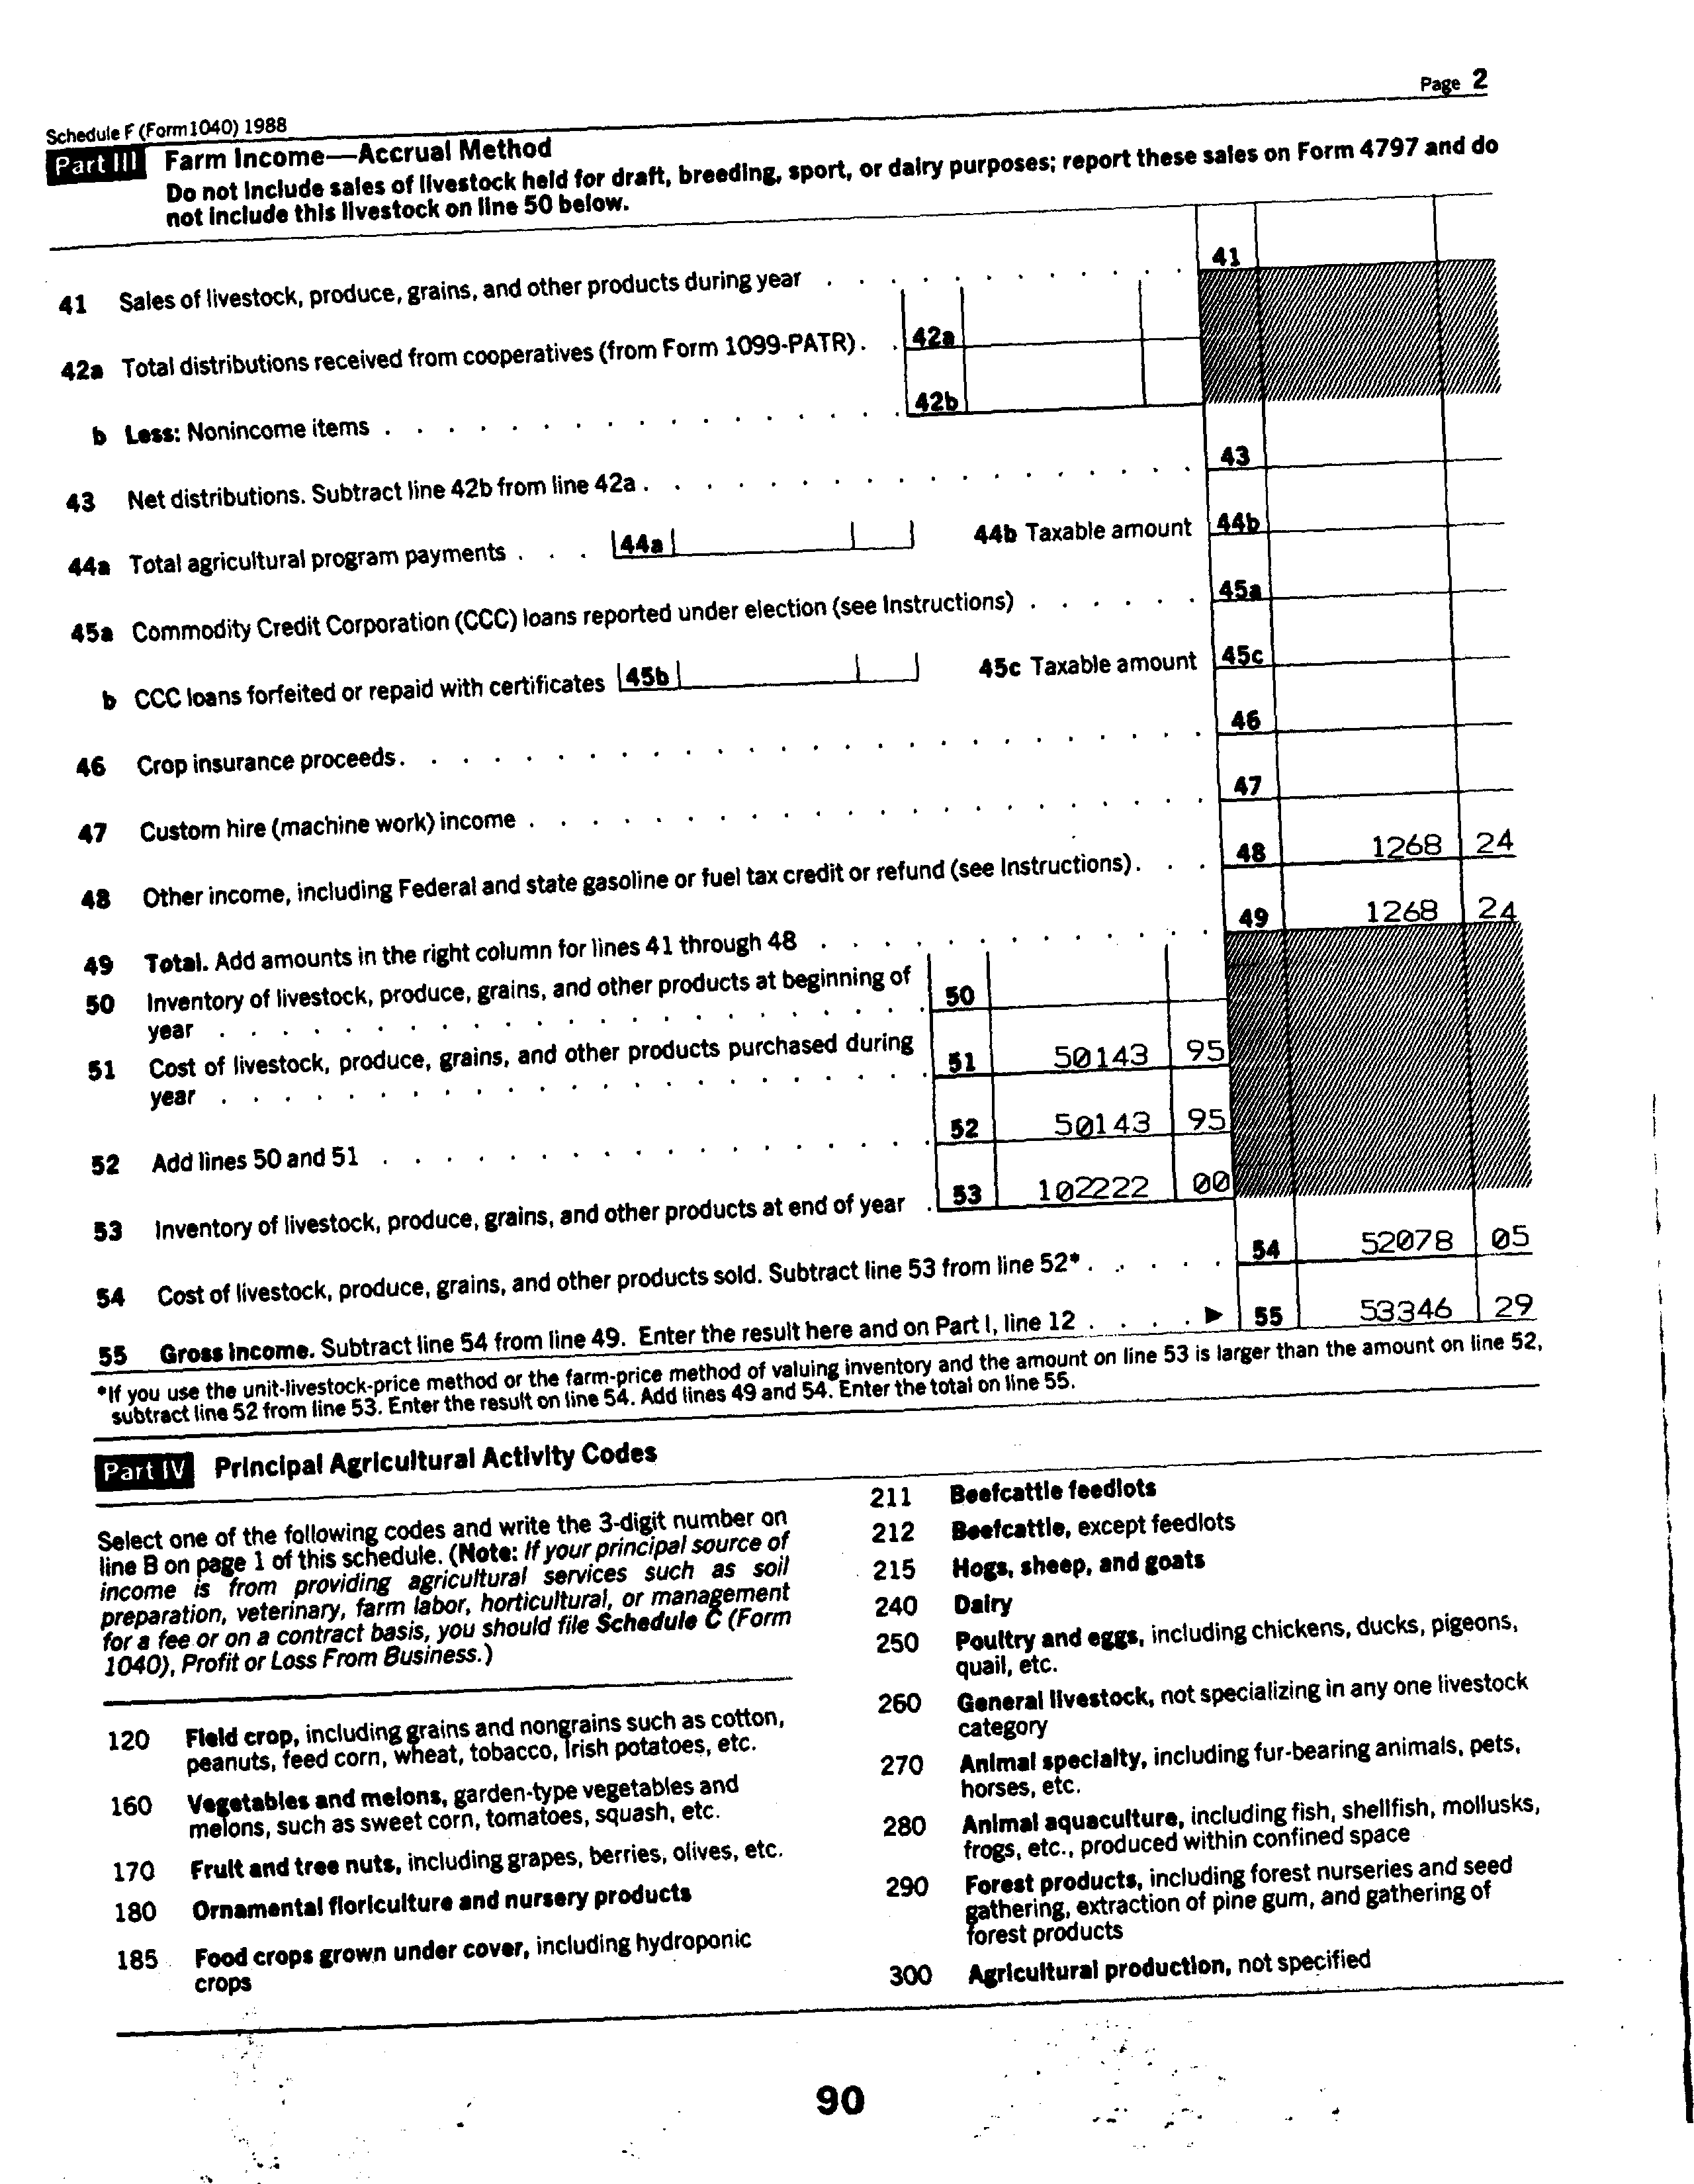 Schedule F (Form 1040) 1988 Page 2
Part III Farm Income—Accrual Method
Do not include sales of livestock held for draft, breeding, sport, or dairy purposes; report these sales on Form 4797 and do
not include this livestock on line 50 below.
41 Sales of livestock, produce, grains, and other products during year 41
42a Total distributions received from cooperatives (from Form 1099-PATR). 42a
b Less: Nonincome items 42b
43 Net distributions. Subtract line 42b from line 42a 43
44a Total agricultural program payments 44a 44b Taxable amount 44b
45a Commodity Credit Corporation (CCC) loans reported under election (see Instructions) 45a
b CCC loans forfeited or repaid with certificates 45b 45c Taxable amount 45c
46 Crop insurance proceeds 46
47 Custom hire (machine work) income 47
48 Other income, including Federal and state gasoline or fuel tax credit or refund (see Instructions) 48 1268 24
49 Total. Add amounts in the right column for lines 41 through 48 49 1268 24
50 Inventory of livestock, produce, grains, and other products at beginning of
year 50
51 Cost of livestock, produce, grains, and other products purchased during
year 51 50143 95
52 Add lines 50 and 51 52 50143 95
53 Inventory of livestock, produce, grains, and other products at end of year 53 102222 00
54 Cost of livestock, produce, grains, and other products sold. Subtract line 53 from line 52* 54 52078 05
55 Gross income. Subtract line 54 from line 49. Enter the result here and on Part I, line 12 ▶ 55 53346 29
*If you use the unit-livestock-price method or the farm-price method of valuing inventory and the amount on line 53 is larger than the amount on line 52,
subtract line 52 from line 53. Enter the result on line 54. Add lines 49 and 54. Enter the total on line 55.
Part IV Principal Agricultural Activity Codes
Select one of the following codes and write the 3-digit number on
line B on page 1 of this schedule. (Note: If your principal source of
income is from providing agricultural services such as soil
preparation, veterinary, farm labor, horticultural, or management
for a fee or on a contract basis, you should file Schedule C (Form
1040), Profit or Loss From Business.)
120 Field crop, including grains and nongrains such as cotton,
peanuts, feed corn, wheat, tobacco, Irish potatoes, etc.
160 Vegetables and melons, garden-type vegetables and
melons, such as sweet corn, tomatoes, squash, etc.
170 Fruit and tree nuts, including grapes, berries, olives, etc.
180 Ornamental floriculture and nursery products
185 Food crops grown under cover, including hydroponic
crops
211 Beefcattle feedlots
212 Beefcattle, except feedlots
215 Hogs, sheep, and goats
240 Dairy
250 Poultry and eggs, including chickens, ducks, pigeons,
quail, etc.
260 General livestock, not specializing in any one livestock
category
270 Animal specialty, including fur-bearing animals, pets,
horses, etc.
280 Animal aquaculture, including fish, shellfish, mollusks,
frogs, etc., produced within confined space
290 Forest products, including forest nurseries and seed
gathering, extraction of pine gum, and gathering of
forest products
300 Agricultural production, not specified
90